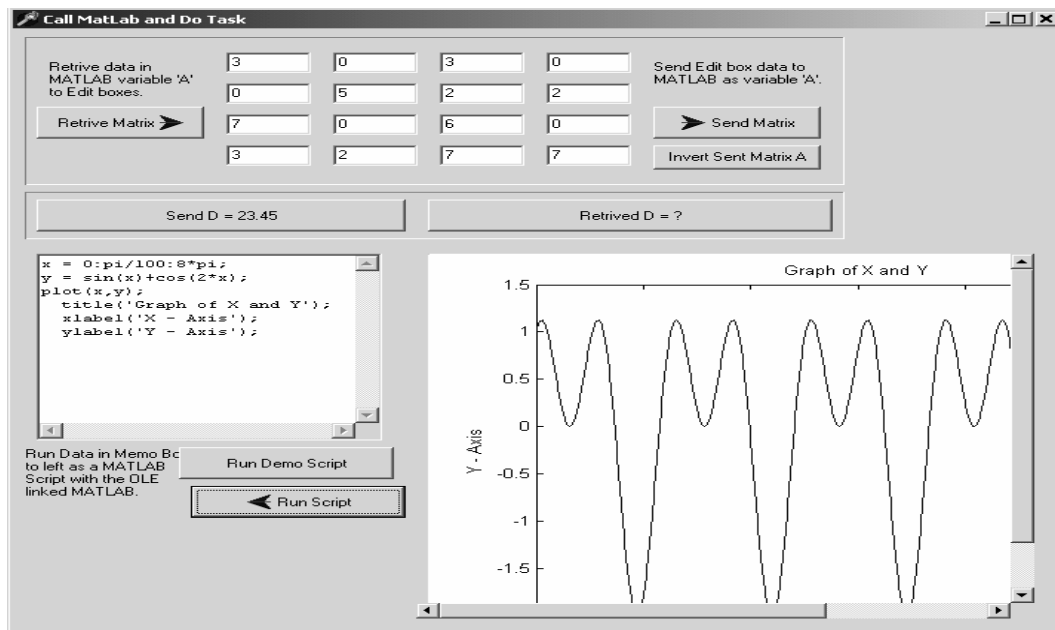 Call MatLab and Do Task
Retrive data in
MATLAB variable 'A'
to Edit boxes.
Retrive Matrix
3 0 3 0
0 5 2 2
7 0 6 0
3 2 7 7
Send Edit box data to
MATLAB as variable 'A'.
Send Matrix
Invert Sent Matrix A
Send D = 23.45
Retrived D = ?
x = 0:pi/100:8*pi;
y = sin(x)+cos(2*x);
plot(x,y);
title('Graph of X and Y');
xlabel('X - Axis');
ylabel('Y - Axis');
Run Data in Memo Bo
to left as a MATLAB
Script with the OLE
linked MATLAB.
Run Demo Script
Run Script
Graph of X and Y
1.5
1
0.5
0
-0.5
-1
-1.5
Y - Axis